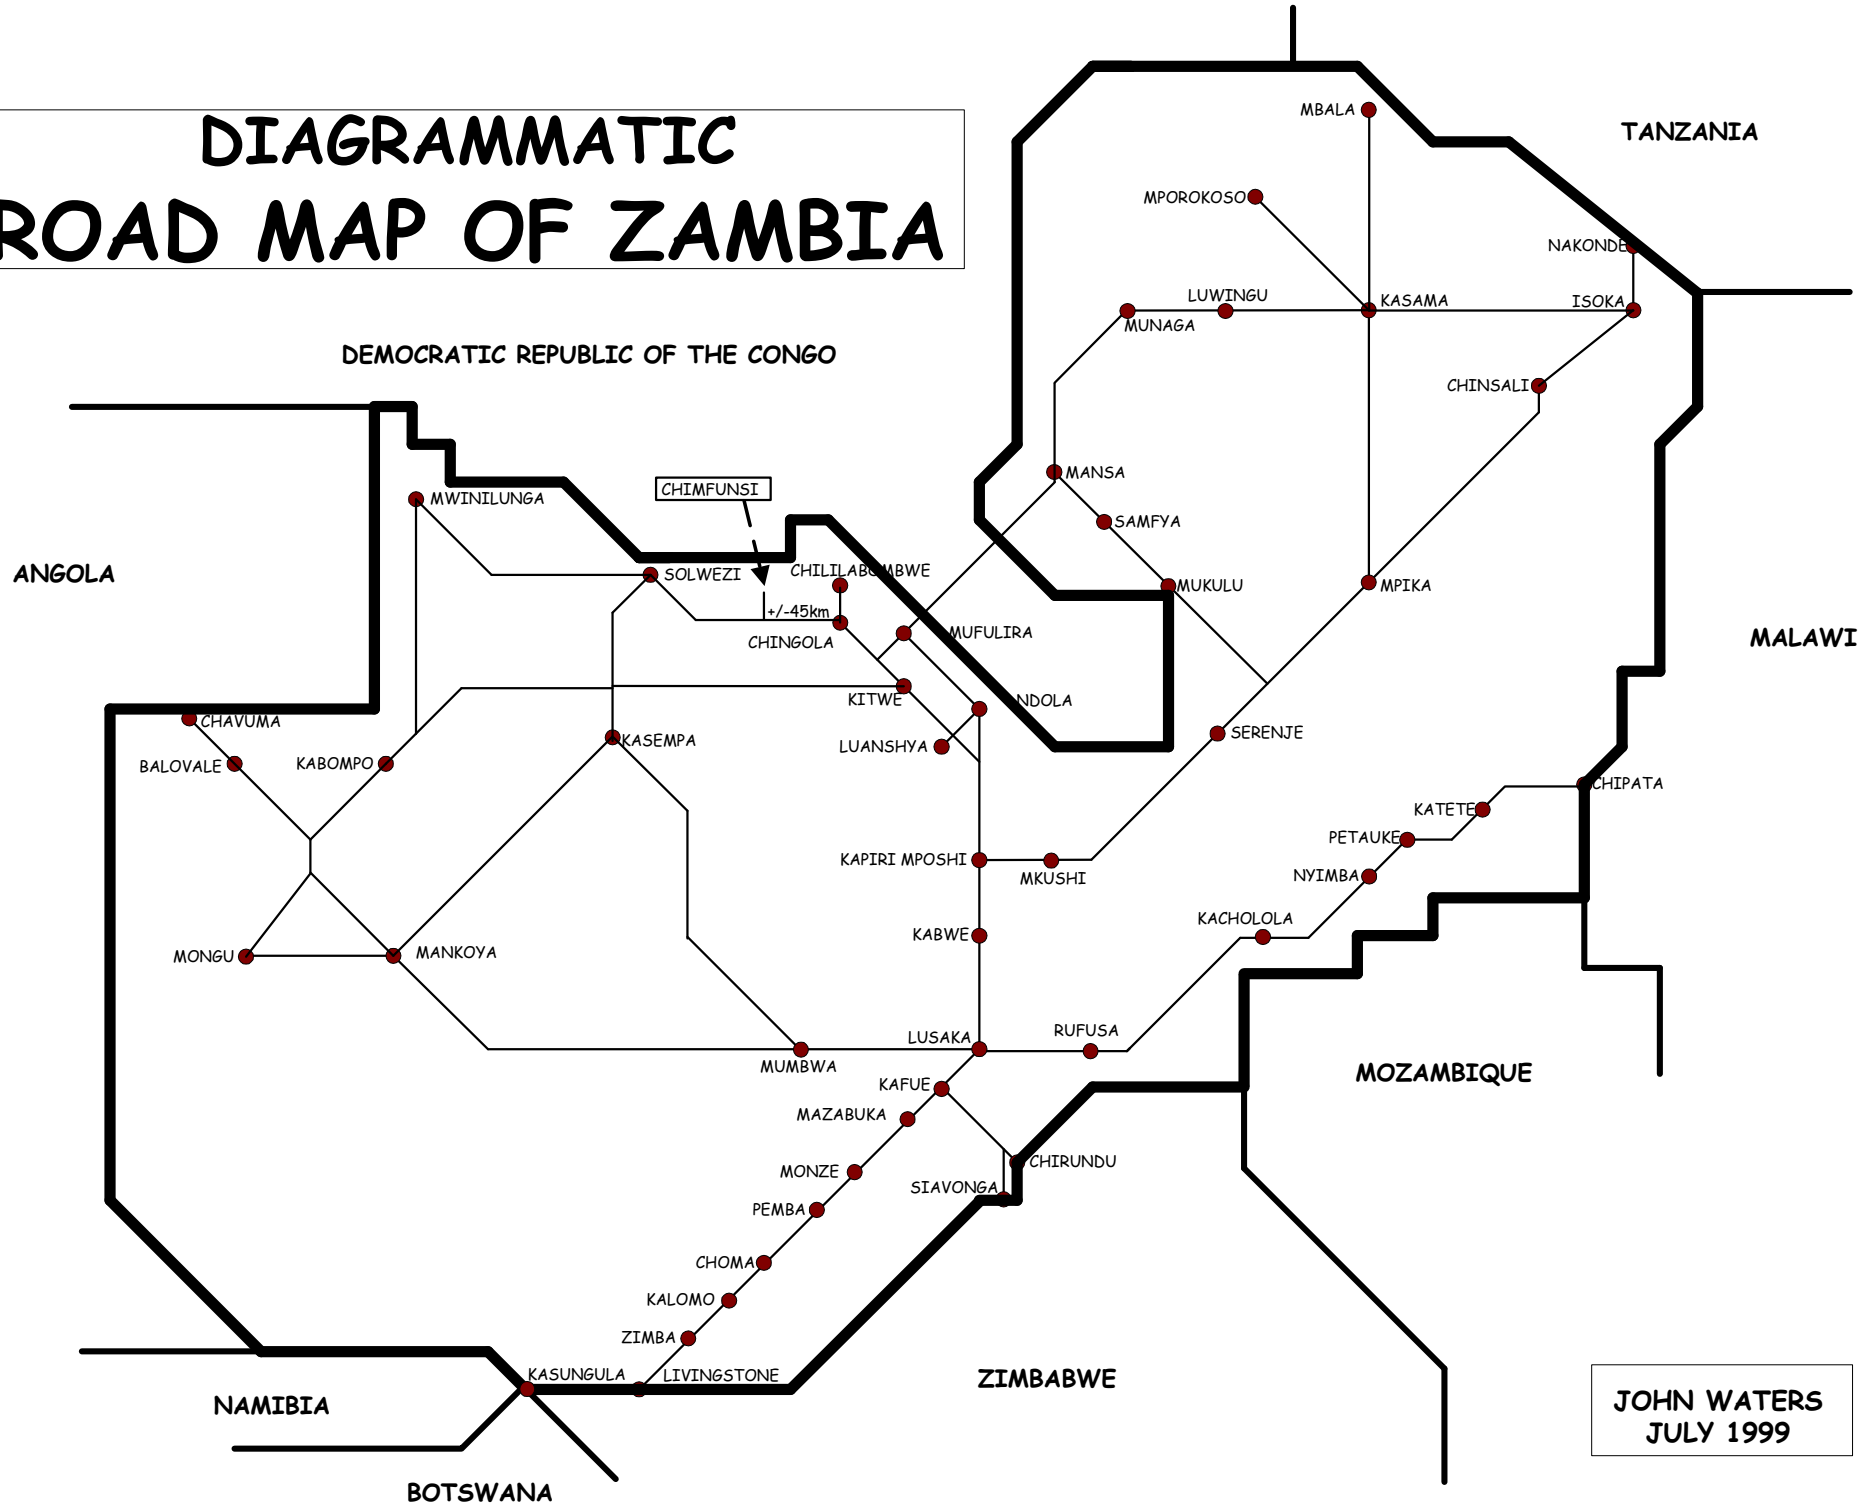 DIAGRAMMATIC
ROAD MAP OF ZAMBIA
MBALA
TANZANIA
MPOROKOSO
NAKONDE
LUWINGU
KASAMA
ISOKA
MUNAGA
DEMOCRATIC REPUBLIC OF THE CONGO
CHINSALI
MANSA
CHIMFUNSI
MWINILUNGA
SAMFYA
ANGOLA
SOLWEZI
CHILILABOMBWE
MUKULU
MPIKA
+/-45km
CHINGOLA
MUFULIRA
MALAWI
KITWE
NDOLA
CHAVUMA
KASEMPA
LUANSHYA
SERENJE
BALOVALE
KABOMPO
CHIPATA
KATETE
PETAUKE
KAPIRI MPOSHI
MKUSHI
NYIMBA
KACHOLOLA
KABWE
MONGU
MANKOYA
LUSAKA
RUFUSA
MUMBWA
MOZAMBIQUE
KAFUE
MAZABUKA
MONZE
CHIRUNDU
SIAVONGA
PEMBA
CHOMA
KALOMO
ZIMBA
KASUNGULA
LIVINGSTONE
ZIMBABWE
NAMIBIA
JOHN WATERS
JULY 1999
BOTSWANA